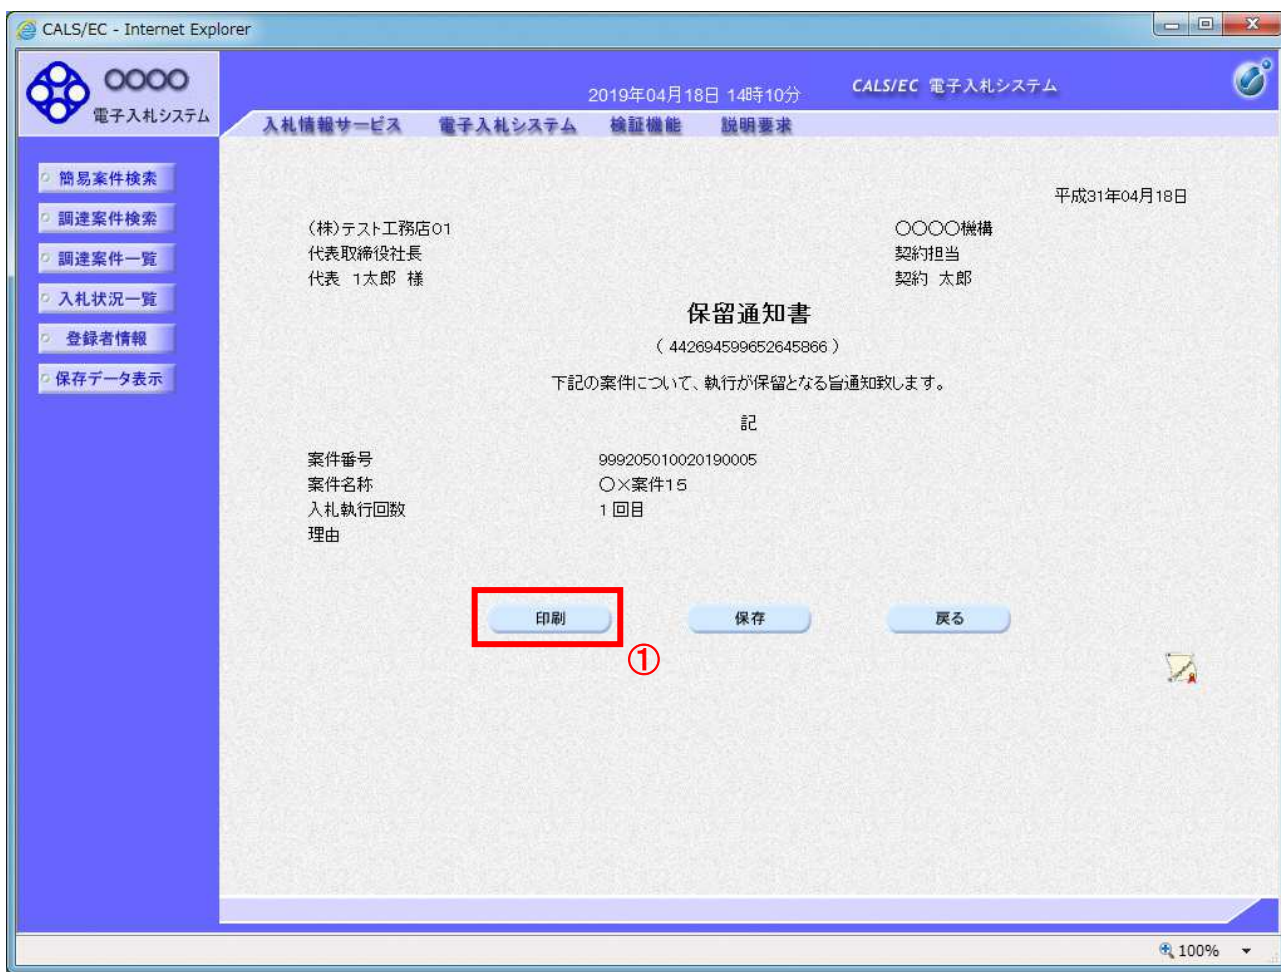 CALS/EC - Internet Explorer
〇〇〇〇
電子入札システム
2019年04月18日 14時10分
CALS/EC 電子入札システム
入札情報サービス 電子入札システム 検証機能 説明要求
簡易案件検索
調達案件検索
調達案件一覧
入札状況一覧
登録者情報
保存データ表示
平成31年04月18日
(株)テスト工務店01
代表取締役社長
代表 1太郎 様
〇〇〇〇機構
契約担当
契約 太郎
保留通知書
( 442694599652645866 )
下記の案件について、執行が保留となる旨通知致します。
記
案件番号 999205010020190005
案件名称 〇×案件15
入札執行回数 1回目
理由
印刷 保存 戻る
①
100%